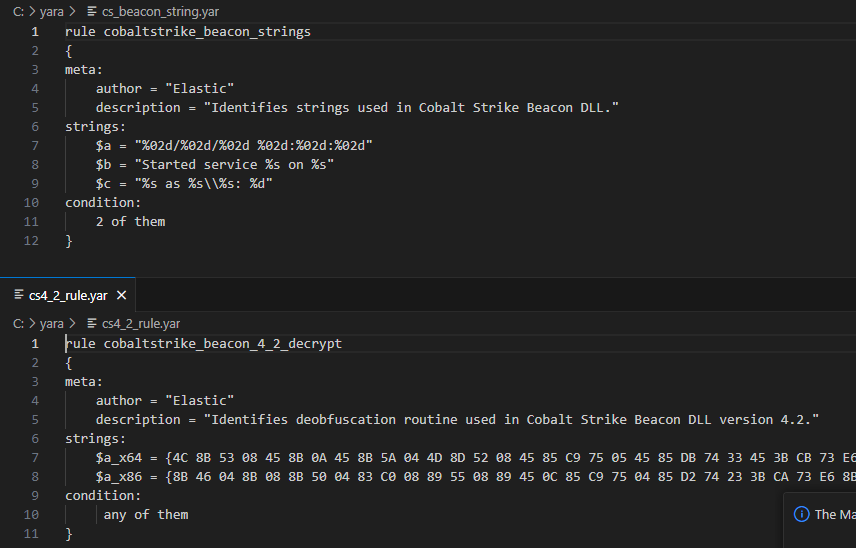 C: > yara > cs_beacon_string.yar
1 rule cobaltstrike_beacon_strings
2 {
3 meta:
4 author = "Elastic"
5 description = "Identifies strings used in Cobalt Strike Beacon DLL."
6 strings:
7 $a = "%02d/%02d/%02d %02d:%02d:%02d"
8 $b = "Started service %s on %s"
9 $c = "%s as %s\\%s: %d"
10 condition:
11 2 of them
12 }
cs4_2_rule.yar ×
C: > yara > cs4_2_rule.yar
1 rule cobaltstrike_beacon_4_2_decrypt
2 {
3 meta:
4 author = "Elastic"
5 description = "Identifies deobfuscation routine used in Cobalt Strike Beacon DLL version 4.2."
6 strings:
7 $a_x64 = {4C 8B 53 08 45 8B 0A 45 8B 5A 04 4D 8D 52 08 45 85 C9 75 05 45 85 DB 74 33 45 3B CB 73 E6
8 $a_x86 = {8B 46 04 8B 08 8B 50 04 83 C0 08 89 55 08 89 45 0C 85 C9 75 04 85 D2 74 23 3B CA 73 E6 8B
9 condition:
10 any of them
11 }
The Ma